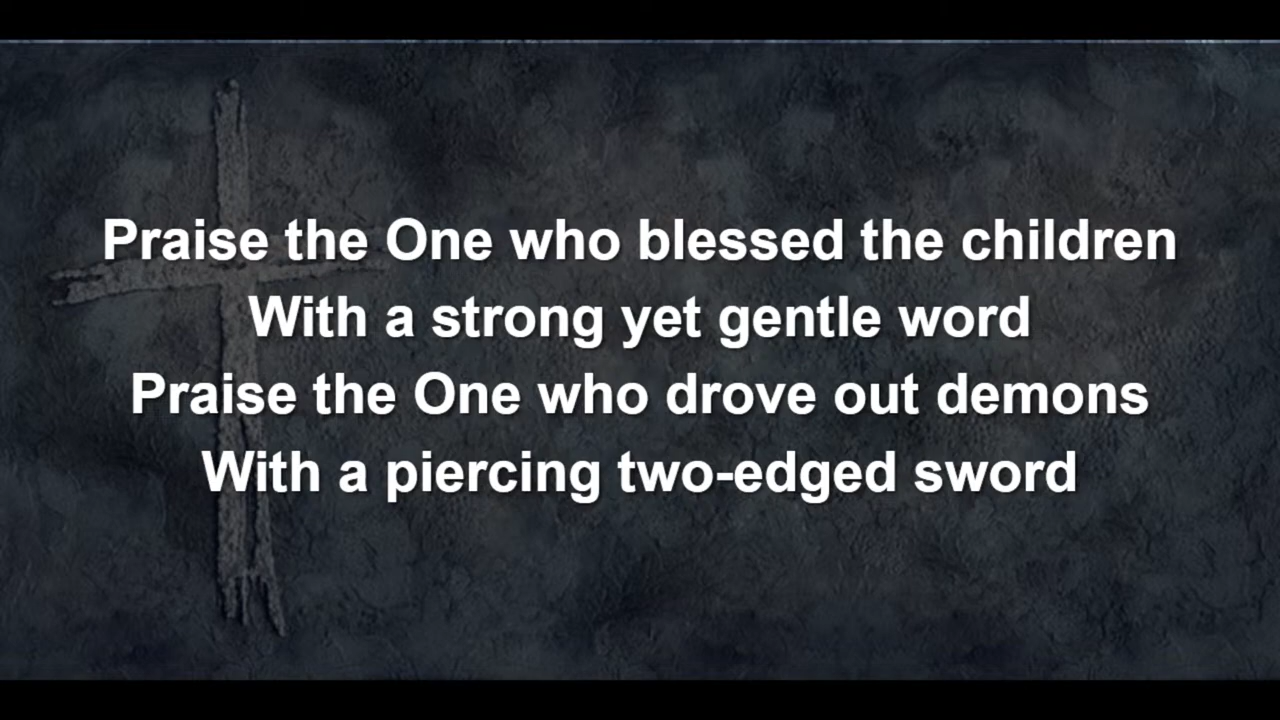 Praise the One who blessed the children
With a strong yet gentle word
Praise the One who drove out demons
With a piercing two-edged sword